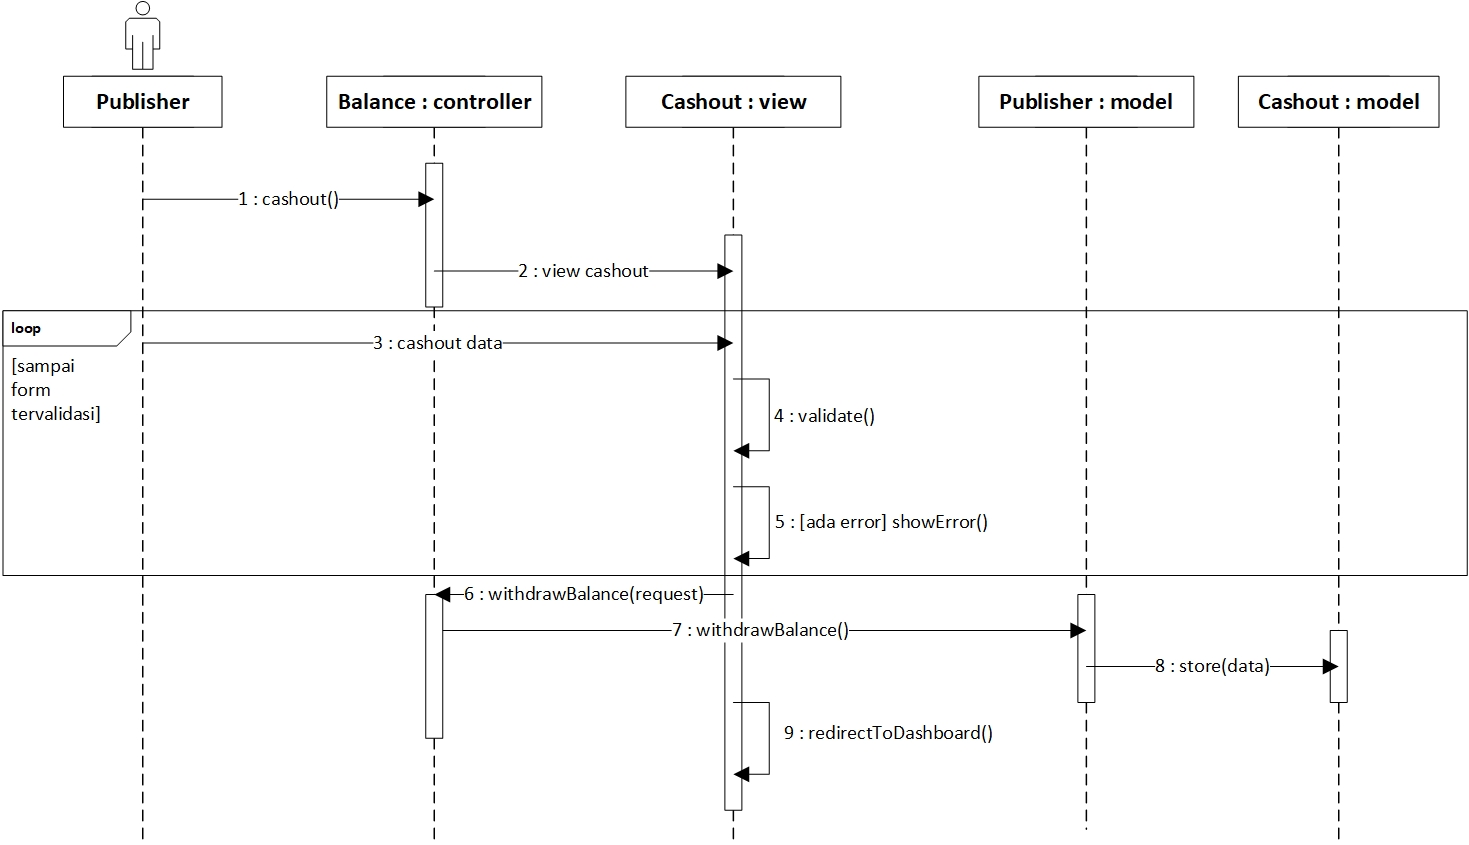 Publisher
Balance : controller
Cashout : view
Publisher : model
Cashout : model
1 : cashout()
2 : view cashout
loop
3 : cashout data
[sampai
form
tervalidasi]
4 : validate()
5 : [ada error] showError()
6 : withdrawBalance(request)
7 : withdrawBalance()
8 : store(data)
9 : redirectToDashboard()